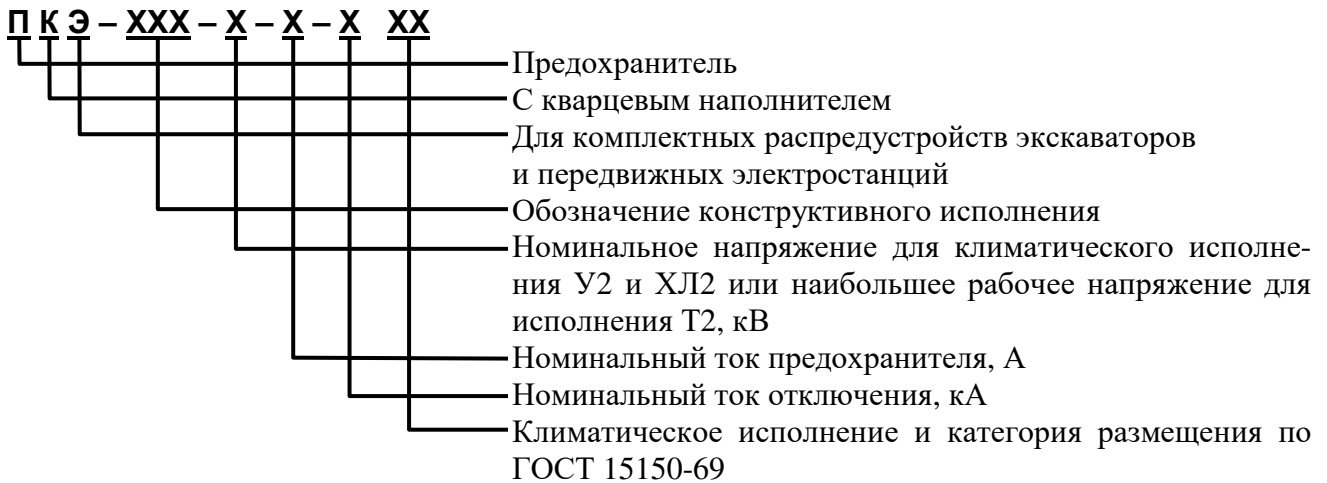 ПКЭ – ХХХ – Х – Х – Х ХХ
Предохранитель
С кварцевым наполнителем
Для комплектных распредустройств экскаваторов
и передвижных электростанций
Обозначение конструктивного исполнения
Номинальное напряжение для климатического исполне-
ния У2 и ХЛ2 или наибольшее рабочее напряжение для
исполнения Т2, кВ
Номинальный ток предохранителя, А
Номинальный ток отключения, кА
Климатическое исполнение и категория размещения по
ГОСТ 15150-69